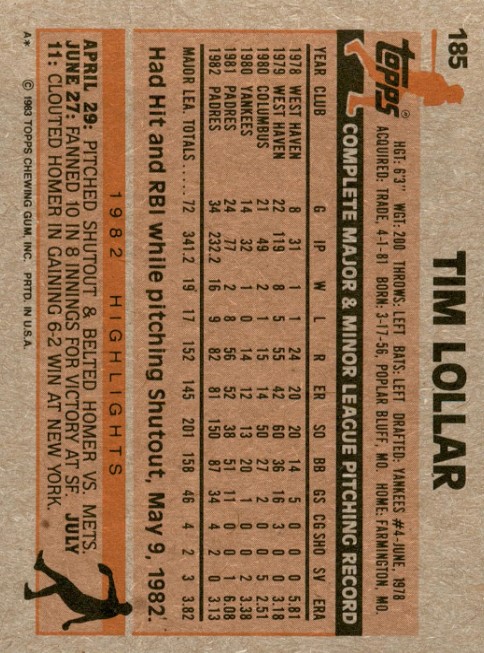 185
TIM LOLLAR
topps®
HGT: 6'3" WGT: 200 THROWS: LEFT BATS: LEFT DRAFTED: YANKEES #4-JUNE, 1978
ACQUIRED: TRADE, 4-1-81 BORN: 3-17-56, POPLAR BLUFF, MO. HOME: FARMINGTON, MO.
COMPLETE MAJOR & MINOR LEAGUE PITCHING RECORD
YEAR CLUB G IP W L R ER SO BB GS CG SHO SV ERA
1978 WEST HAVEN 8 31 1 1 24 20 20 14 5 0 0 0 5.81
1979 WEST HAVEN 22 119 8 5 55 42 60 36 16 3 0 0 3.18
1980 COLUMBUS 21 49 2 1 15 14 50 27 2 0 0 5 2.51
1980 YANKEES 14 32 1 0 14 12 13 20 1 0 0 2 3.38
1981 PADRES 24 77 2 8 56 52 38 51 11 0 0 1 6.08
1982 PADRES 34 232.2 16 9 82 81 150 87 34 4 2 0 3.13
MAJOR LEA. TOTALS ..... 72 341.2 19 17 152 145 201 158 46 4 2 3 3.82
Had Hit and RBI while pitching Shutout, May 9, 1982.
1982 HIGHLIGHTS
APRIL 29: PITCHED SHUTOUT & BELTED HOMER VS. METS.
JUNE 27: FANNED 10 IN 8 INNINGS FOR VICTORY AT SF. JULY
11: CLOUTED HOMER IN GAINING 6-2 WIN AT NEW YORK.
A* © 1983 TOPPS CHEWING GUM, INC. PRTD. IN U.S.A.